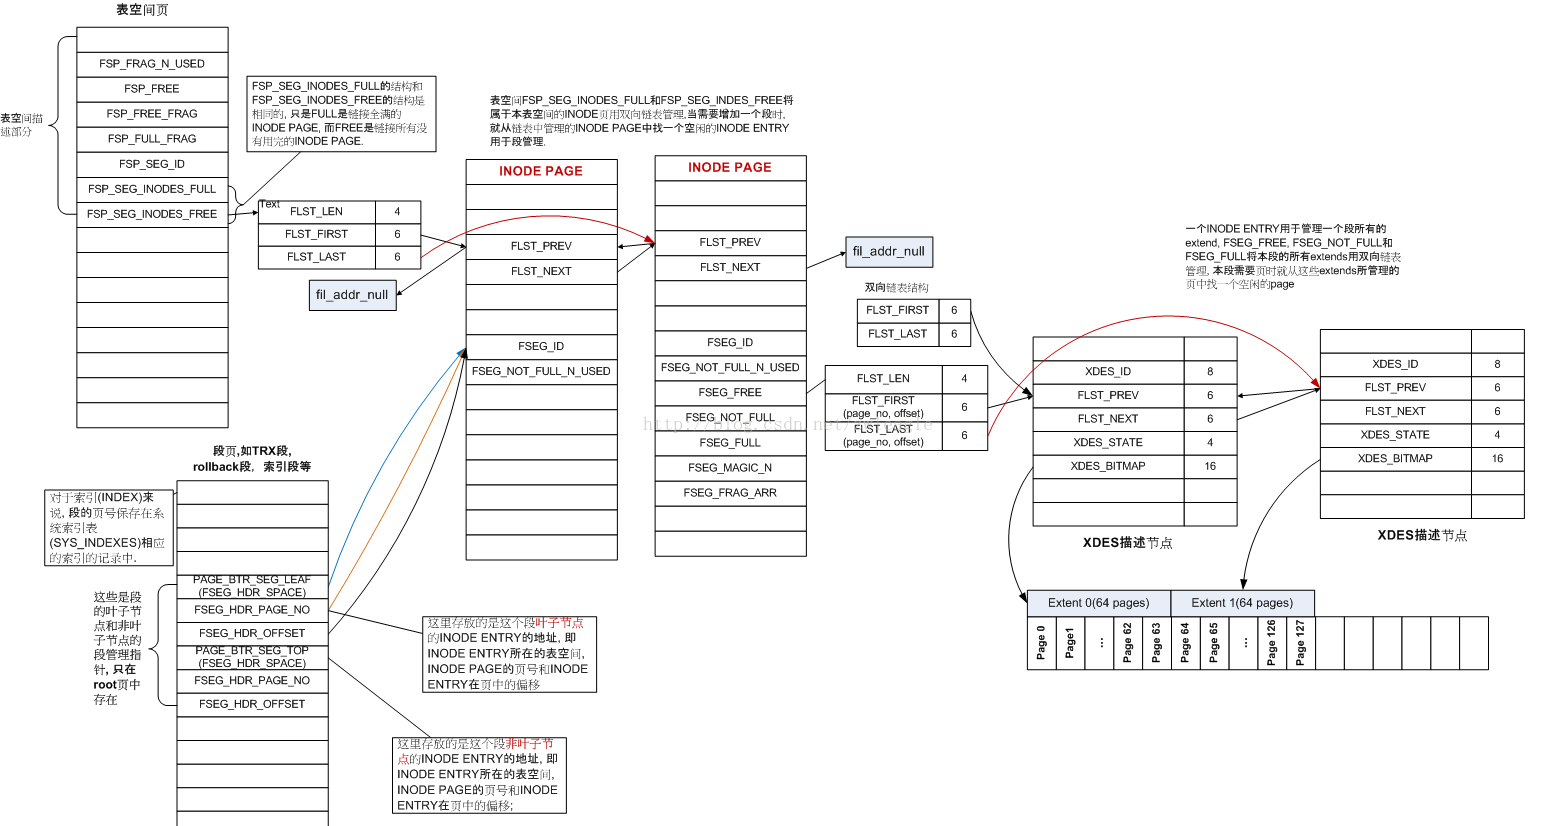 表空间页
FSP_FRAG_N_USED
FSP_FREE
FSP_FREE_FRAG
FSP_FULL_FRAG
FSP_SEG_ID
FSP_SEG_INODES_FULL
FSP_SEG_INODES_FREE
表空间描
述部分
FSP_SEG_INODES_FULL的结构和
FSP_SEG_INODES_FREE的结构是
相同的, 只是FULL是链接全满的
INODE PAGE, 而FREE是链接所有没
有用完的INODE PAGE.
Text
FLST_LEN 4
FLST_FIRST 6
FLST_LAST 6
fil_addr_null
表空间FSP_SEG_INODES_FULL和FSP_SEG_INDES_FREE将
属于本表空间的INODE页用双向链表管理,当需要增加一个段时,
就从链表中管理的INODE PAGE中找一个空闲的INODE ENTRY
用于段管理.
INODE PAGE
FLST_PREV
FLST_NEXT
FSEG_ID
FSEG_NOT_FULL_N_USED
INODE PAGE
FLST_PREV
FLST_NEXT
FSEG_ID
FSEG_NOT_FULL_N_USED
FSEG_FREE
FSEG_NOT_FULL
FSEG_FULL
FSEG_MAGIC_N
FSEG_FRAG_ARR
fil_addr_null
双向链表结构
FLST_FIRST 6
FLST_LAST 6
FLST_LEN 4
FLST_FIRST
(page_no, offset) 6
FLST_LAST
(page_no, offset) 6
一个INODE ENTRY用于管理一个段所有的
extend, FSEG_FREE, FSEG_NOT_FULL和
FSEG_FULL将本段的所有extends用双向链表
管理, 本段需要页时就从这些extends所管理的
页中找一个空闲的page
XDES_ID 8
FLST_PREV 6
FLST_NEXT 6
XDES_STATE 4
XDES_BITMAP 16
XDES描述节点
XDES_ID 8
FLST_PREV 6
FLST_NEXT 6
XDES_STATE 4
XDES_BITMAP 16
XDES描述节点
Extent 0(64 pages) Extent 1(64 pages)
Page 0 Page1 ... Page 62 Page 63 Page 64 Page 65 ... Page 126 Page 127
段页,如TRX段,
rollback段, 索引段等
对于索引(INDEX)来
说, 段的页号保存在系
统索引表
(SYS_INDEXES)相应
的索引的记录中.
PAGE_BTR_SEG_LEAF
(FSEG_HDR_SPACE)
FSEG_HDR_PAGE_NO
FSEG_HDR_OFFSET
PAGE_BTR_SEG_TOP
(FSEG_HDR_SPACE)
FSEG_HDR_PAGE_NO
FSEG_HDR_OFFSET
这些是段
的叶子节
点和非叶
子节点的
段管理指
针, 只在
root页中
存在
这里存放的是这个段叶子节点
的INODE ENTRY的地址, 即
INODE ENTRY所在的表空间,
INODE PAGE的页号和INODE
ENTRY在页中的偏移
这里存放的是这个段非叶子节
点的INODE ENTRY的地址, 即
INODE ENTRY所在的表空间,
INODE PAGE的页号和INODE
ENTRY在页中的偏移;